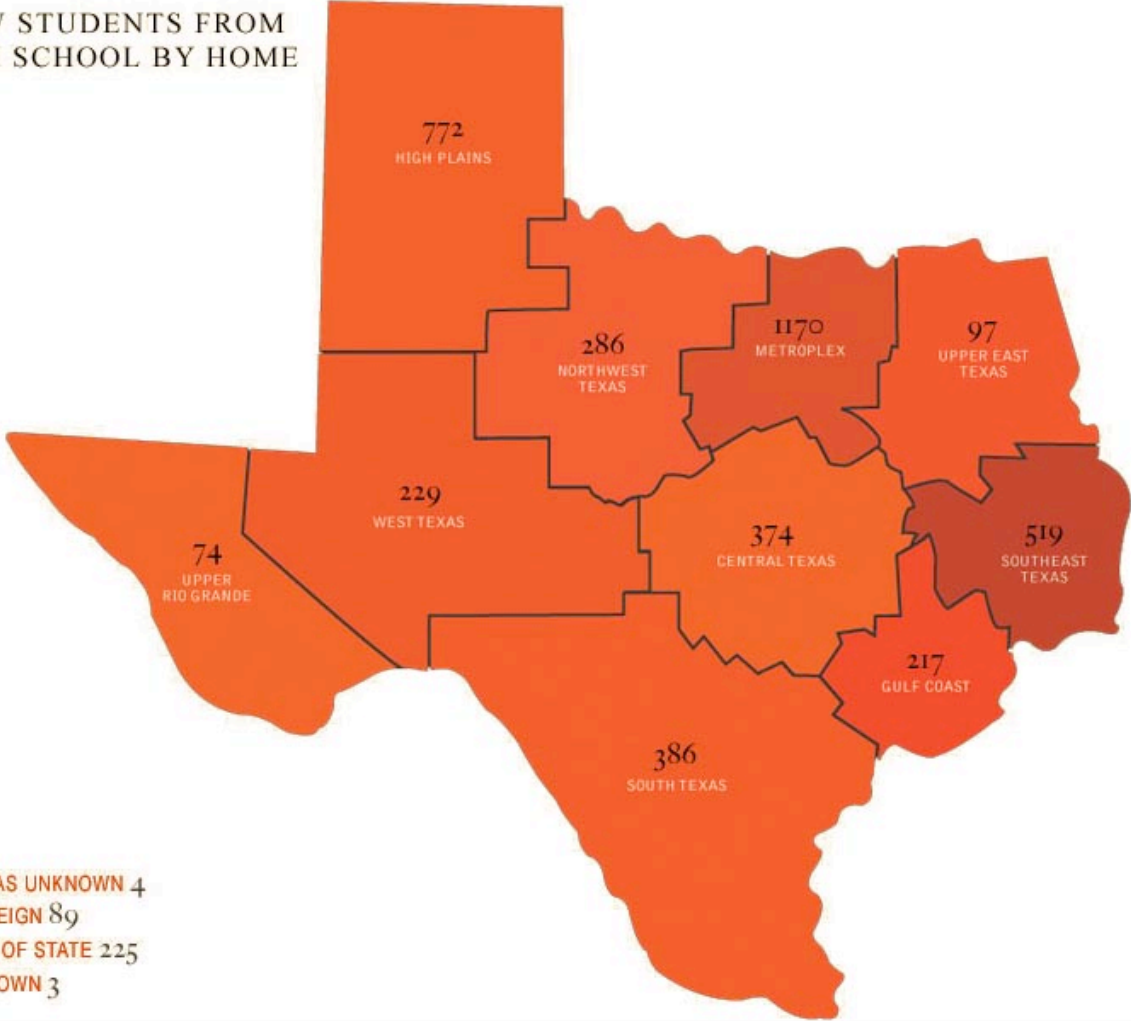 STUDENTS FROM
SCHOOL BY HOME
772
HIGH PLAINS
286
NORTHWEST
TEXAS
1170
METROPLEX
97
UPPER EAST
TEXAS
229
WEST TEXAS
74
UPPER
RIO GRANDE
374
CENTRAL TEXAS
519
SOUTHEAST
TEXAS
217
GULF COAST
386
SOUTH TEXAS
AS UNKNOWN 4
EIGN 89
OF STATE 225
OWN 3